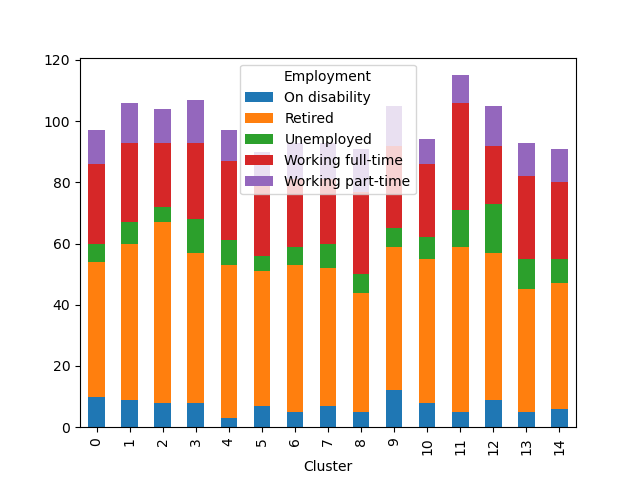 120
100
80
60
40
20
0
Employment
On disability
Retired
Unemployed
Working full-time
Working part-time
0 1 2 3 4 5 6 7 8 9 10 11 12 13 14
Cluster